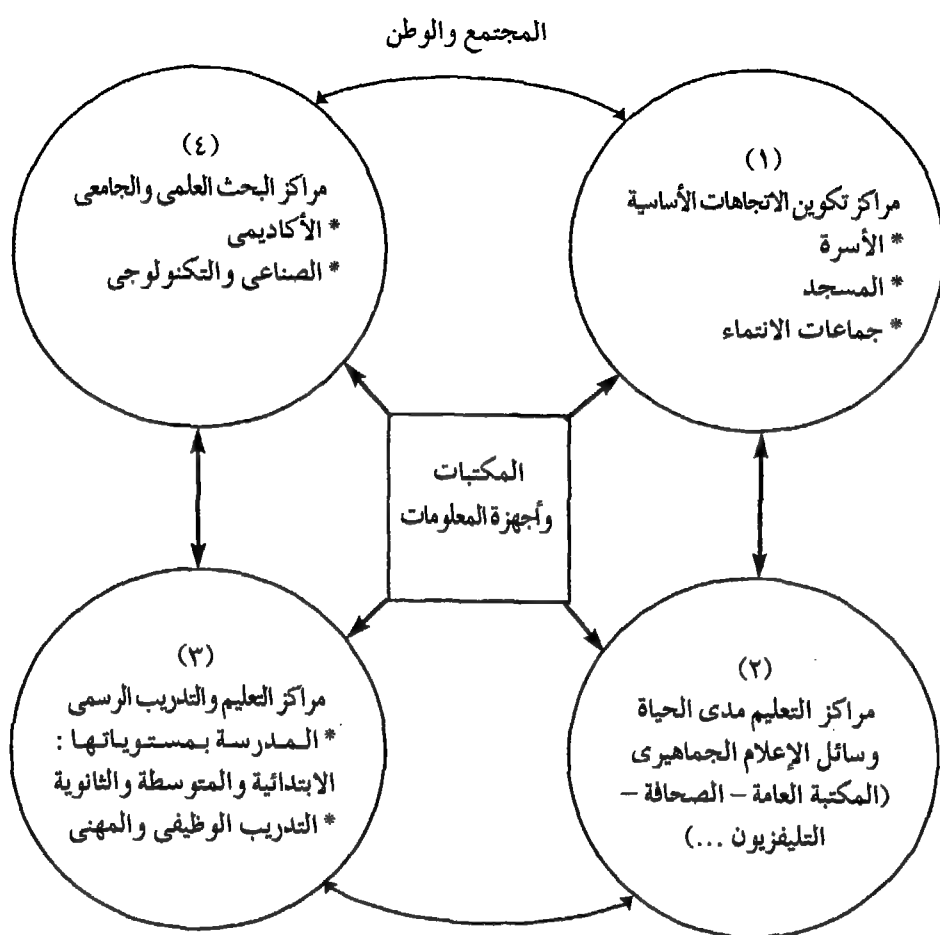 المجتمع والوطن
(١)
مراكز تكوين الاتجاهات الأساسية
* الأسرة
* المسجد
* جماعات الانتماء
(٤)
مراكز البحث العلمى والجامعى
* الأكاديمى
* الصناعى والتكنولوجى
المكتبات
وأجهزة المعلومات
(٢)
مراكز التعليم مدى الحياة
وسائل الإعلام الجماهيرى
(المكتبة العامة – الصحافة –
التليفزيون ...)
(٣)
مراكز التعليم والتدريب الرسمى
* المدرسة بمستوياتها :
الابتدائية والمتوسطة والثانوية
* التدريب الوظيفى والمهنى